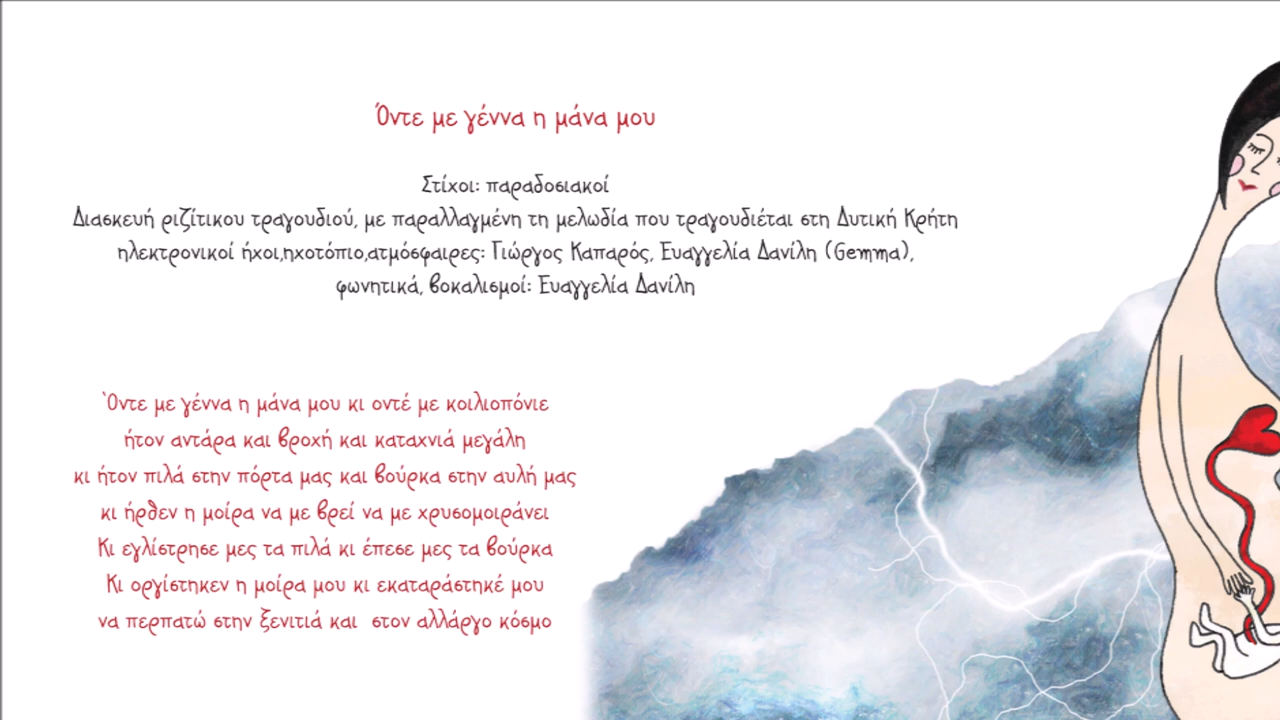 Όντε με γέννα η μάνα μου
Στίχοι: παραδοσιακοί
Διασκευή ριζίτικου τραγουδιού, με παραλλαγμένη τη μελωδία που τραγουδιέται στη Δυτική Κρήτη
ηλεκτρονικοί ήχοι,ηχοτόπιο,ατμόσφαιρες: Γιώργος Καπαρός, Ευαγγελία Δανίλη (Gemma),
φωνητικά, βοκαλισμοί: Ευαγγελία Δανίλη
Όντε με γέννα η μάνα μου κι οντέ με κοιλιοπόνιε
ήτον αντάρα και βροχή και καταχνιά μεγάλη
κι ήτον πιλά στην πόρτα μας και βούρκα στην αυλή μας
κι ήρθεν η μοίρα να με βρεί να με χρυσομοιράνει
Κι εγλίστρησε μες τα πιλά κι έπεσε μες τα βούρκα
Κι οργίστηκεν η μοίρα μου κι εκαταράστηκέ μου
να περπατώ στην ξενιτιά και στον αλλάργο κόσμο